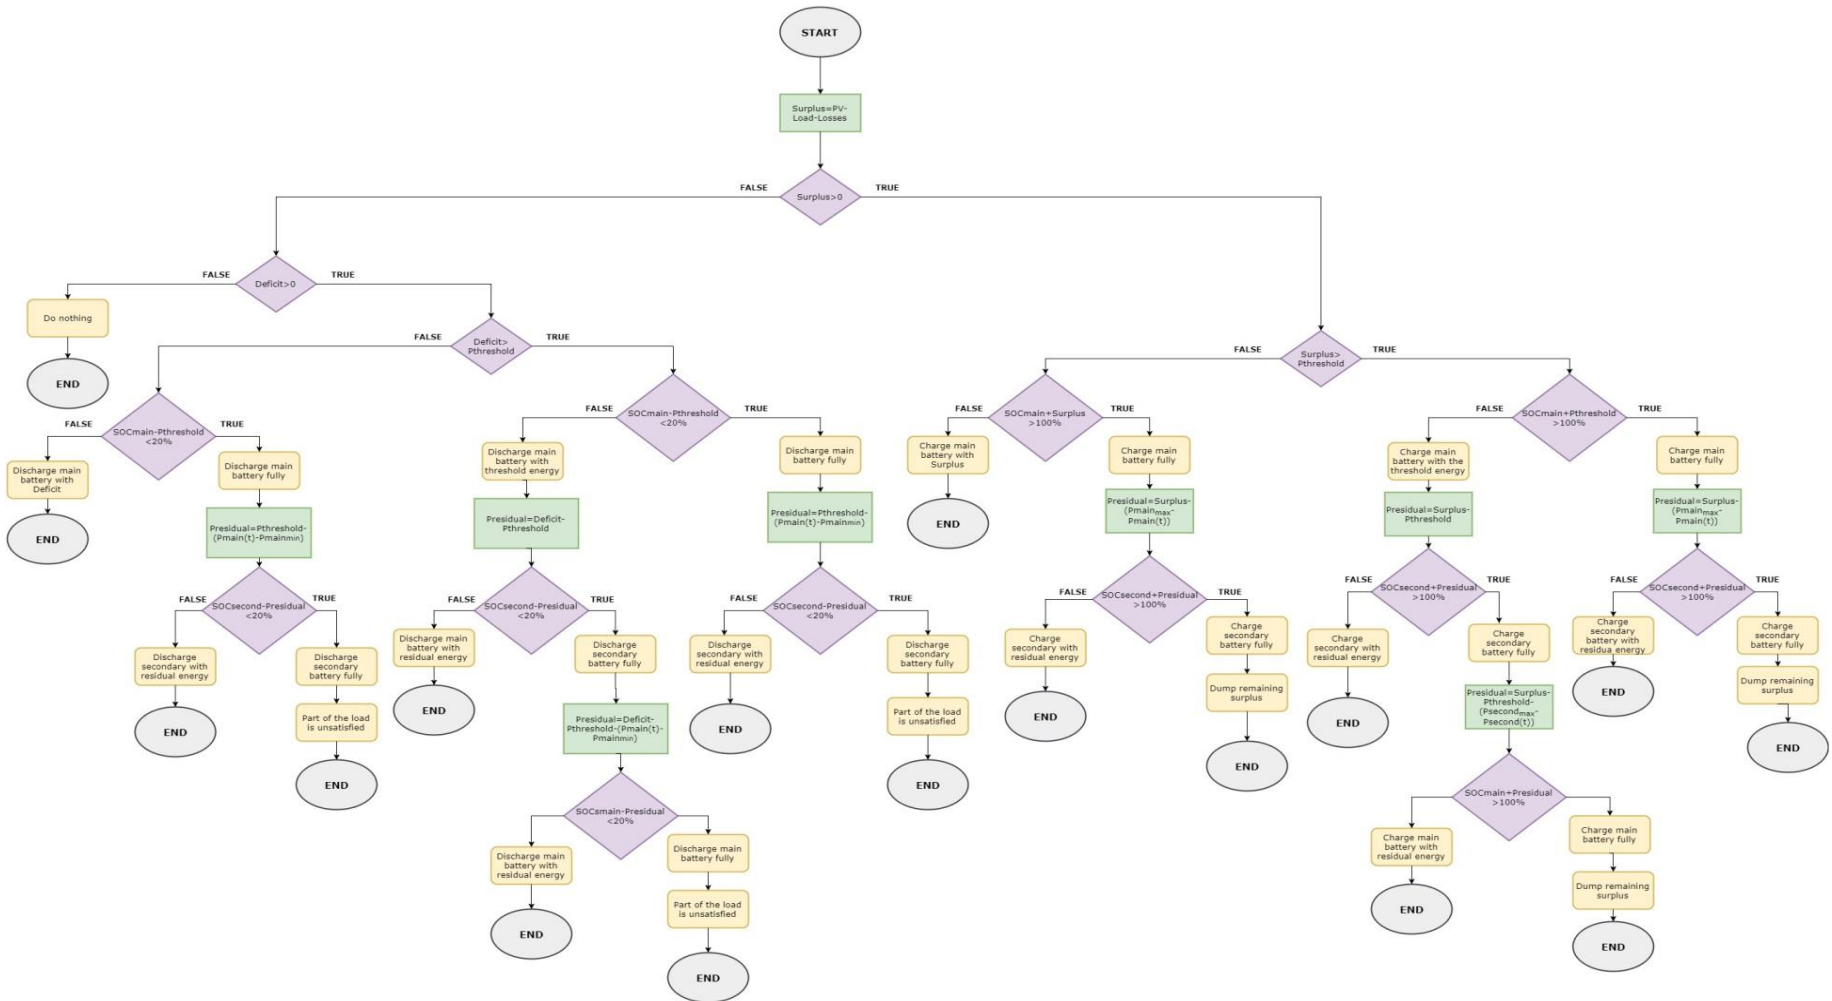 START
Surplus=PV-
Load-Losses
FALSE
TRUE
Surplus>0
FALSE
TRUE
Deficit>0
Do nothing
END
FALSE
TRUE
Deficit>
Pthreshold
FALSE
TRUE
SOCmain-Pthreshold
<20%
Discharge main
battery with
Deficit
END
Discharge main
battery fully
Presidual=Pthreshold-
(Pmain(t)-Pmainmin)
FALSE
TRUE
SOCsecond-Presidual
<20%
Discharge
secondary with
residual energy
END
Discharge
secondary
battery fully
Part of the load
is unsatisfied
END
FALSE
TRUE
SOCmain-Pthreshold
<20%
Discharge main
battery with
threshold energy
Presidual=Deficit-
Pthreshold
FALSE
TRUE
SOCsecond-Presidual
<20%
Discharge main
battery with
residual energy
END
Discharge
secondary
battery fully
Presidual=Deficit-
Pthreshold-(Pmain(t)-
Pmainmin)
SOCsmain-Presidual
<20%
Discharge main
battery with
residual energy
END
Discharge main
battery fully
Part of the load
is unsatisfied
END
Discharge main
battery fully
Presidual=Pthreshold-
(Pmain(t)-Pmainmin)
FALSE
TRUE
SOCsecond-Presidual
<20%
Discharge
secondary with
residual energy
END
Discharge
secondary
battery fully
Part of the load
is unsatisfied
END
FALSE
TRUE
Surplus>
Pthreshold
FALSE
TRUE
SOCmain+Surplus
>100%
Charge main
battery with
Surplus
END
Charge main
battery fully
Presidual=Surplus-
(Pmainmax-
Pmain(t))
FALSE
TRUE
SOCsecond+Presidual
>100%
Charge
secondary with
residual energy
END
Charge
secondary
battery fully
Dump remaining
surplus
END
FALSE
TRUE
SOCmain+Pthreshold
>100%
Charge main
battery with the
threshold energy
Presidual=Surplus-
Pthreshold
FALSE
TRUE
SOCsecond+Presidual
>100%
Charge
secondary with
residual energy
END
Charge
secondary
battery fully
Presidual=Surplus-
Pthreshold-
(Psecondmax-
Psecond(t))
SOCmain+Presidual
>100%
Charge main
battery with
residual energy
END
Charge main
battery fully
Dump remaining
surplus
END
Charge main
battery fully
Presidual=Surplus-
(Pmainmax-
Pmain(t))
FALSE
TRUE
SOCsecond+Presidual
>100%
Charge
secondary with
residua energy
END
Charge
secondary
battery fully
Dump remaining
surplus
END